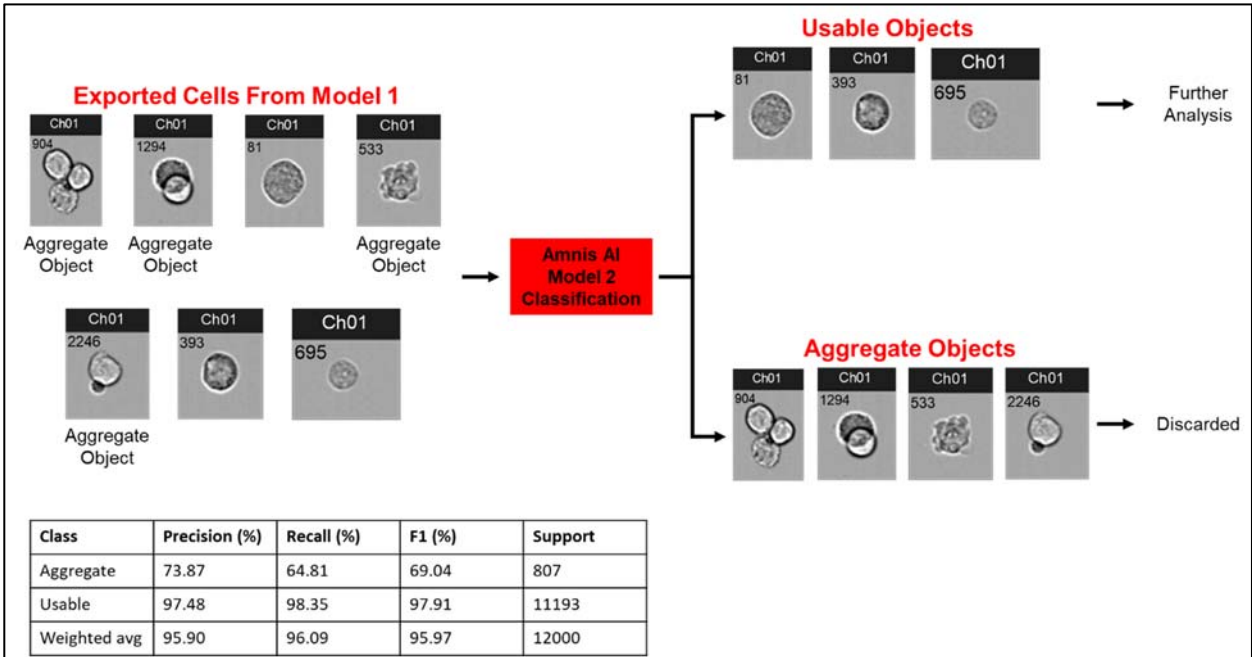 Exported Cells From Model 1
Ch01
904
Ch01
1294
Ch01
81
Ch01
533
Aggregate
Object
Aggregate
Object
Aggregate
Object
Ch01
2246
Ch01
393
Ch01
695
Aggregate
Object
Amnis AI
Model 2
Classification
Usable Objects
Ch01
81
Ch01
393
Ch01
695
Further
Analysis
Aggregate Objects
Ch01
904
Ch01
1294
Ch01
533
Ch01
2246
Discarded
Class Precision (%) Recall (%) F1 (%) Support
Aggregate 73.87 64.81 69.04 807
Usable 97.48 98.35 97.91 11193
Weighted avg 95.90 96.09 95.97 12000